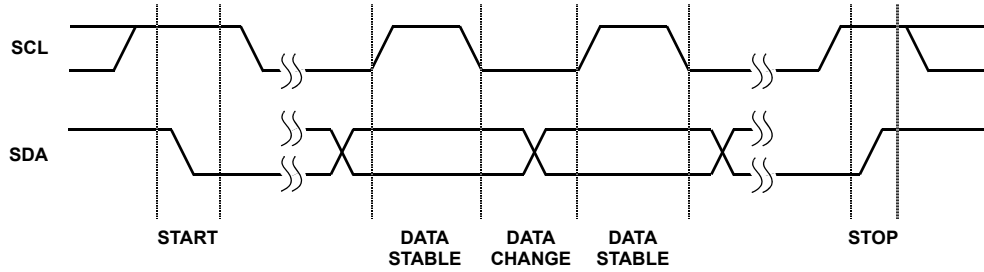 SCL
SDA
START
DATA
STABLE
DATA
CHANGE
DATA
STABLE
STOP